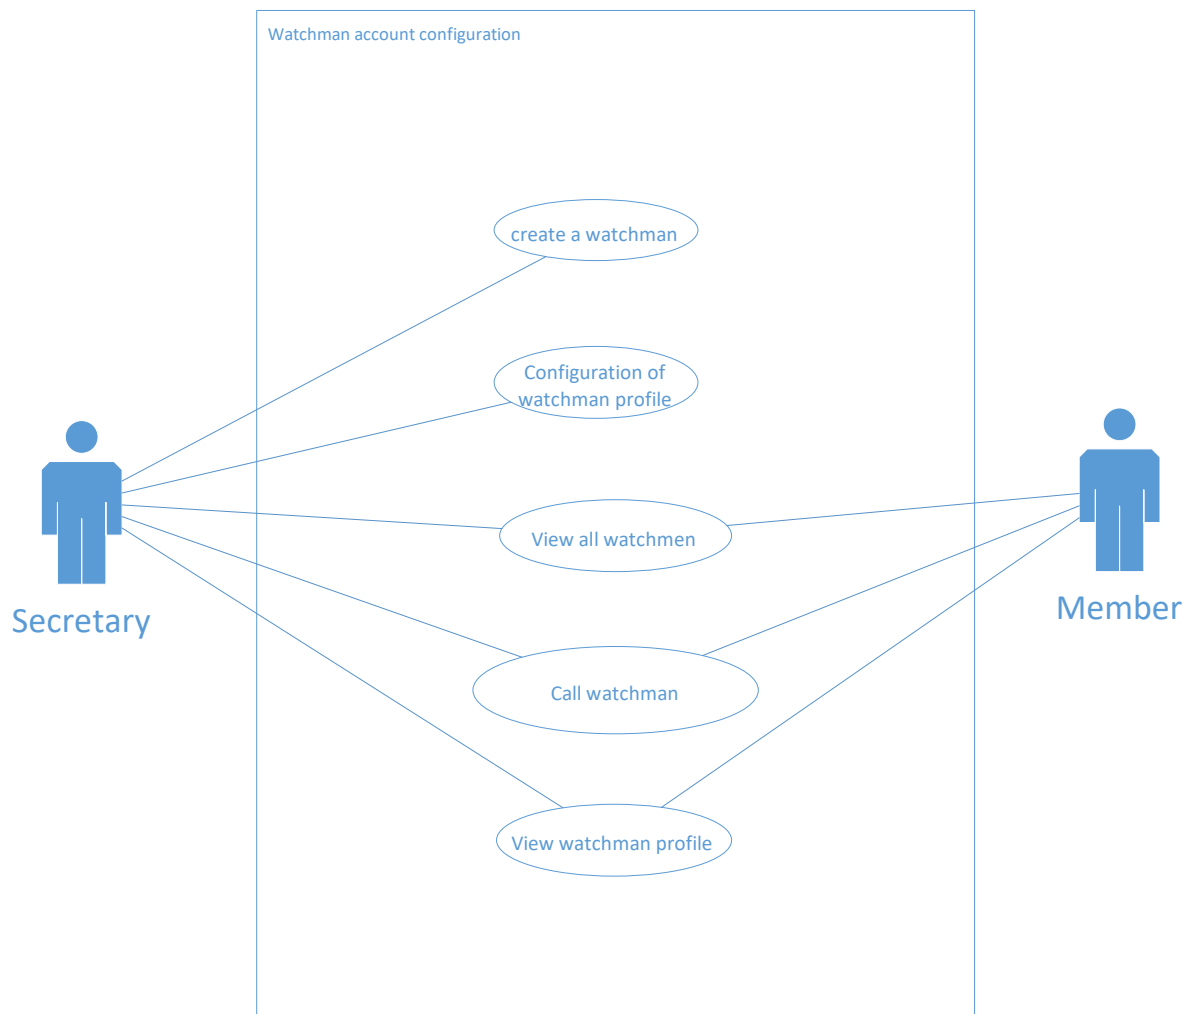 Watchman account configuration
create a watchman
Configuration of
watchman profile
View all watchmen
Secretary
Member
Call watchman
View watchman profile